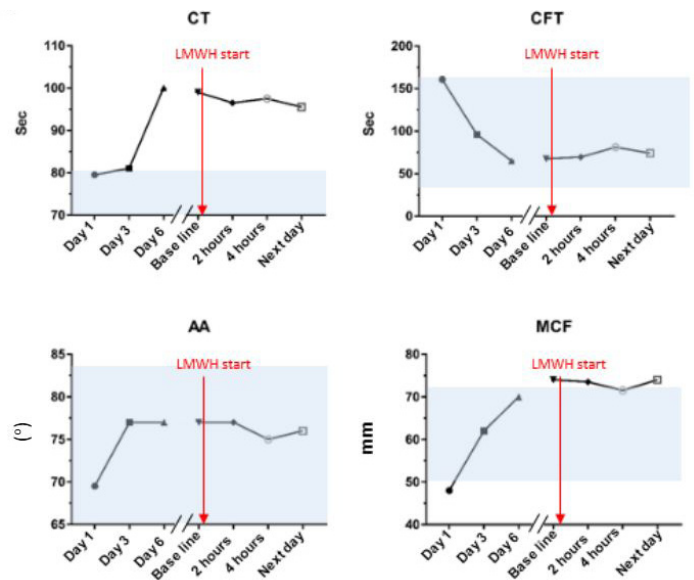 CT
LMWH start
Sec
110
100
90
80
70
Day 1
Day 3
Day 6
Base line
2 hours
4 hours
Next day
CFT
LMWH start
Sec
200
150
100
50
0
Day 1
Day 3
Day 6
Base line
2 hours
4 hours
Next day
AA
LMWH start
(°)
85
80
75
70
65
Day 1
Day 3
Day 6
Base line
2 hours
4 hours
Next day
MCF
LMWH start
mm
80
70
60
50
40
Day 1
Day 3
Day 6
Base line
2 hours
4 hours
Next day